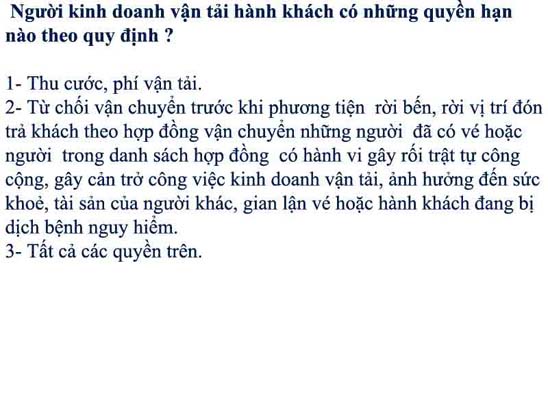 Người kinh doanh vận tải hành khách có những quyền hạn
nào theo quy định ?
1- Thu cước, phí vận tải.
2- Từ chối vận chuyển trước khi phương tiện rời bến, rời vị trí đón
trả khách theo hợp đồng vận chuyển những người đã có vé hoặc
người trong danh sách hợp đồng có hành vi gây rối trật tự công
cộng, gây cản trở công việc kinh doanh vận tải, ảnh hưởng đến sức
khoẻ, tài sản của người khác, gian lận vé hoặc hành khách đang bị
dịch bệnh nguy hiểm.
3- Tất cả các quyền trên.